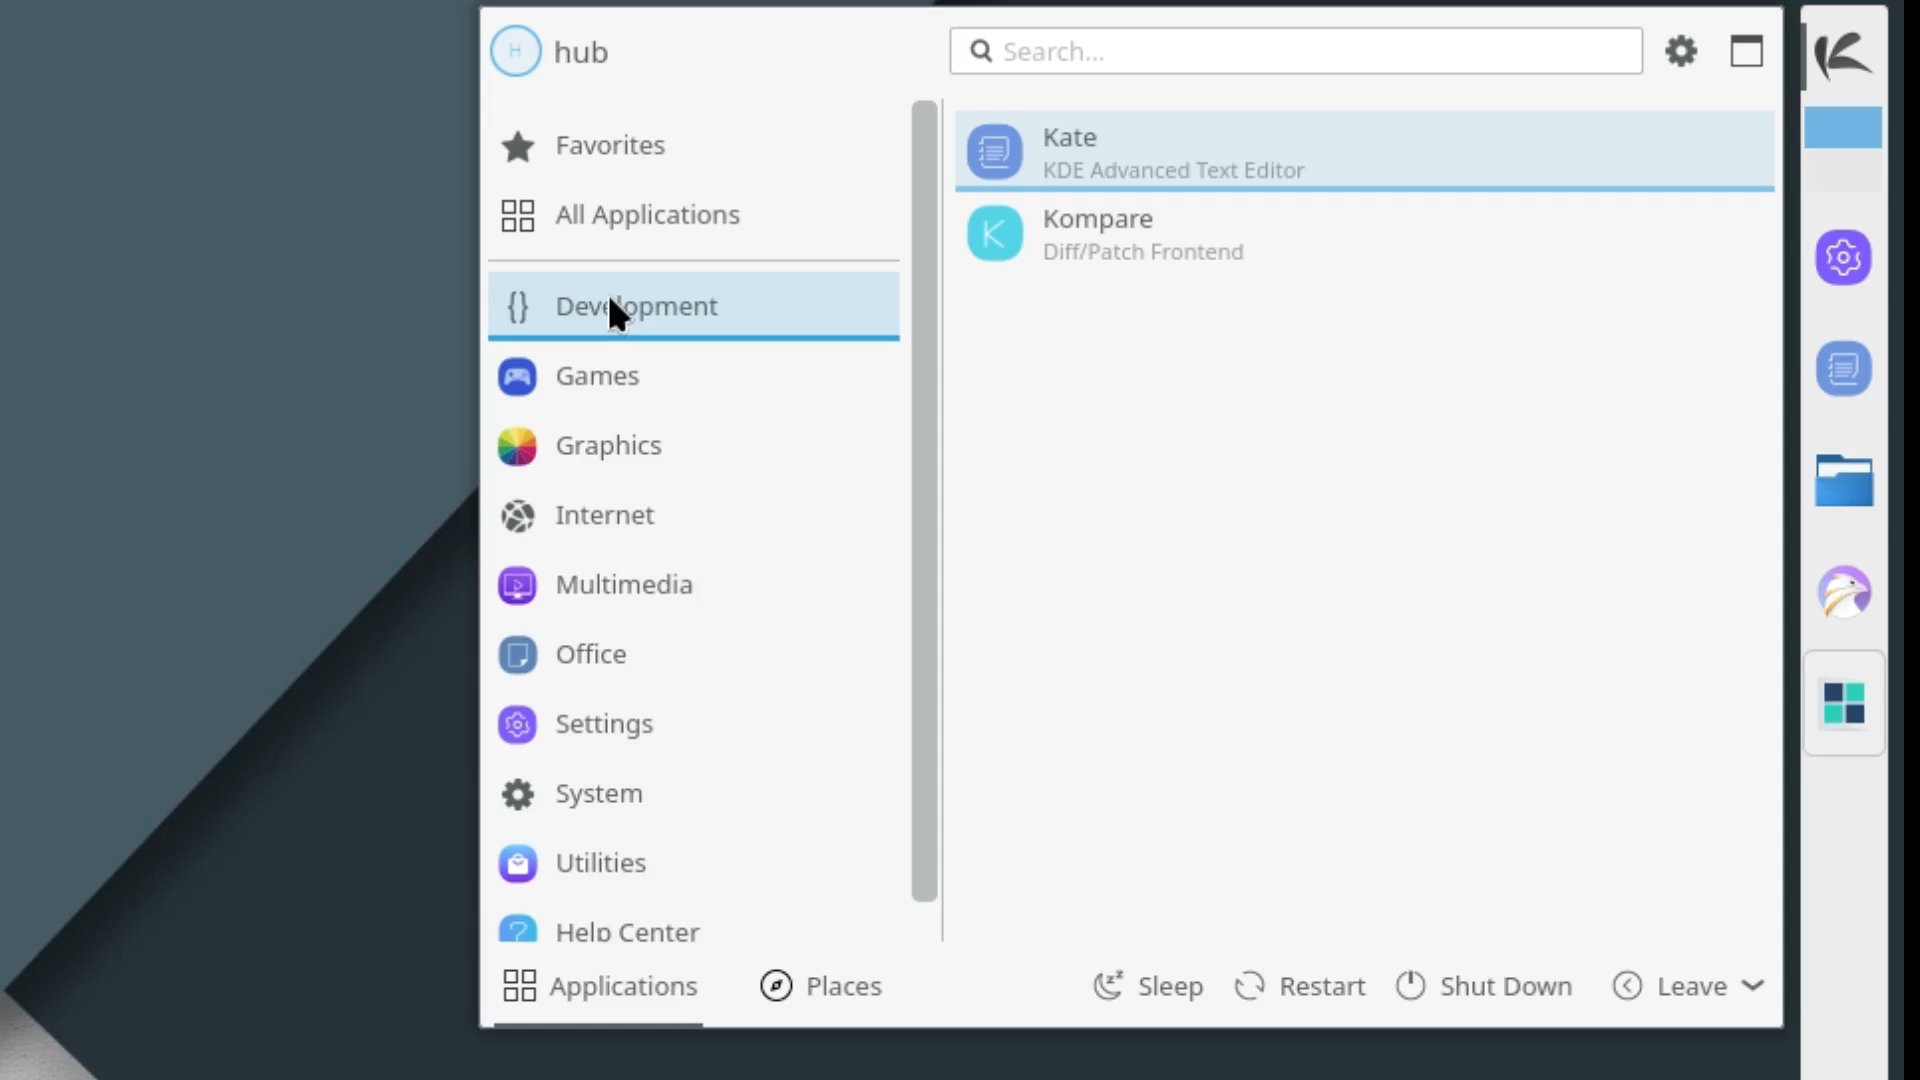 H
hub
Search...
Favorites
All Applications
Development
Games
Graphics
Internet
Multimedia
Office
Settings
System
Utilities
Help Center
Kate
KDE Advanced Text Editor
Kompare
Diff/Patch Frontend
Applications
Places
Sleep
Restart
Shut Down
Leave